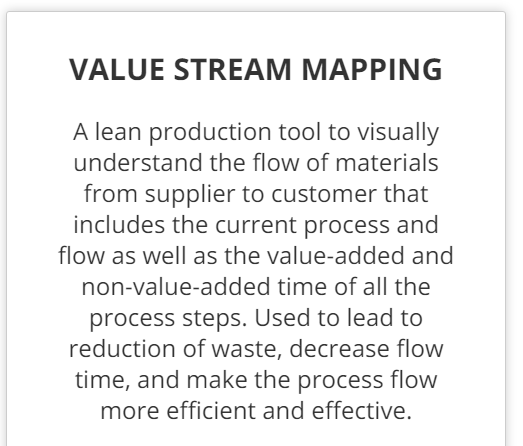 VALUE STREAM MAPPING
A lean production tool to visually
understand the flow of materials
from supplier to customer that
includes the current process and
flow as well as the value-added and
non-value-added time of all the
process steps. Used to lead to
reduction of waste, decrease flow
time, and make the process flow
more efficient and effective.